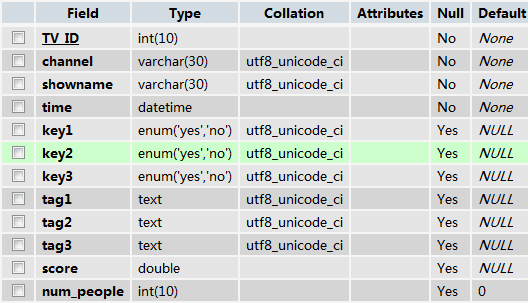 Field Type Collation Attributes Null Default
TV_ID int(10) No None
channel varchar(30) utf8_unicode_ci No None
showname varchar(30) utf8_unicode_ci No None
time datetime No None
key1 enum('yes','no') utf8_unicode_ci Yes NULL
key2 enum('yes','no') utf8_unicode_ci Yes NULL
key3 enum('yes','no') utf8_unicode_ci Yes NULL
tag1 text utf8_unicode_ci Yes NULL
tag2 text utf8_unicode_ci Yes NULL
tag3 text utf8_unicode_ci Yes NULL
score double Yes NULL
num_people int(10) Yes 0